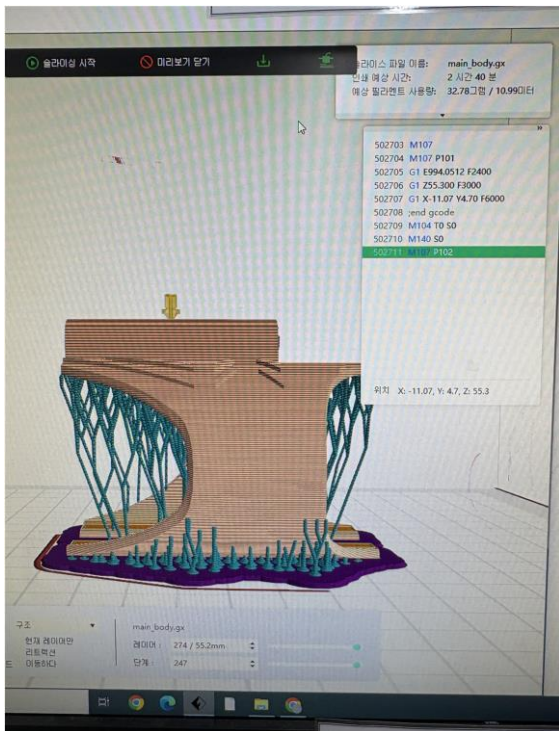 슬라이싱 시작
미리보기 닫기
슬라이스 파일 이름: main_body.gx
인쇄 예상 시간: 2 시간 40 분
예상 필라멘트 사용량: 32.78그램 / 10.99미터
»
502703 M107
502704 M107 P101
502705 G1 E994.0512 F2400
502706 G1 Z55.300 F3000
502707 G1 X-11.07 Y4.70 F6000
502708 ;end gcode
502709 M104 T0 S0
502710 M140 S0
502711 M107 P102
위치 X: -11.07, Y: 4.7, Z: 55.3
구조
현재 레이어만
리트렉션
드 이동하다
main_body.gx
레이어 : 274 / 55.2mm
단계 : 247